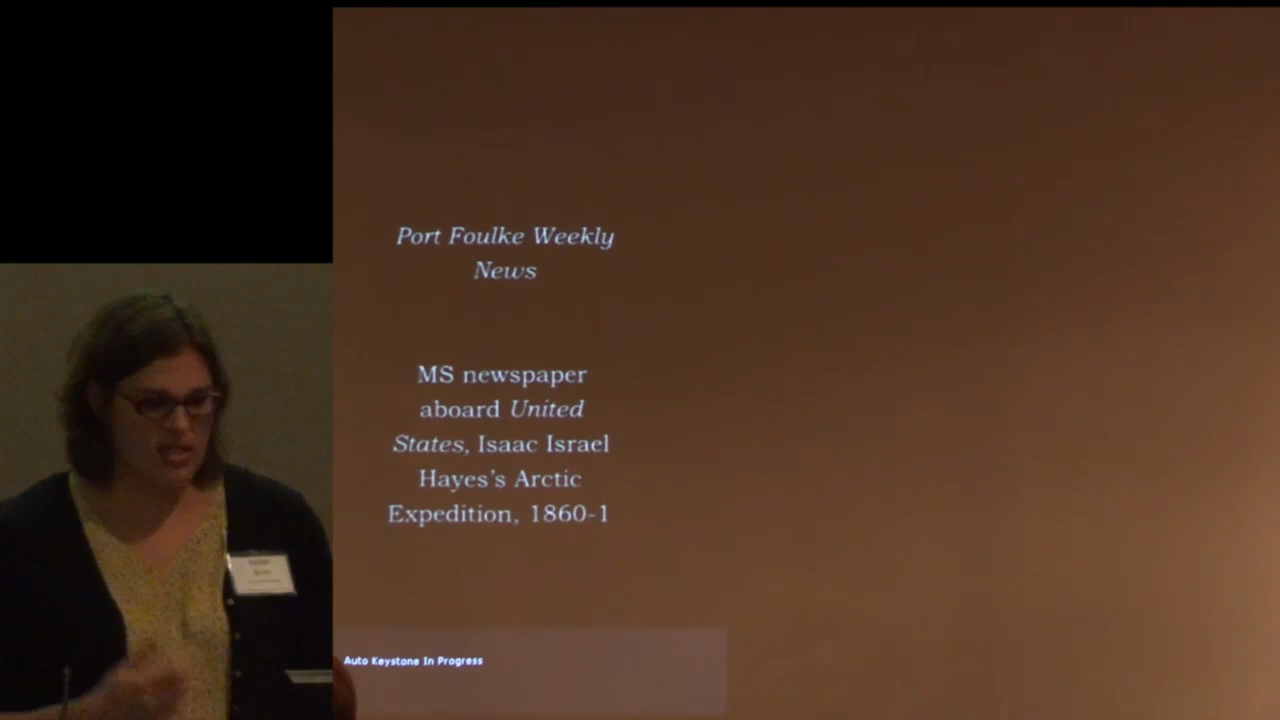 Port Foulke Weekly
News
MS newspaper
aboard United
States, Isaac Israel
Hayes's Arctic
Expedition, 1860-1
Auto Keystone In Progress